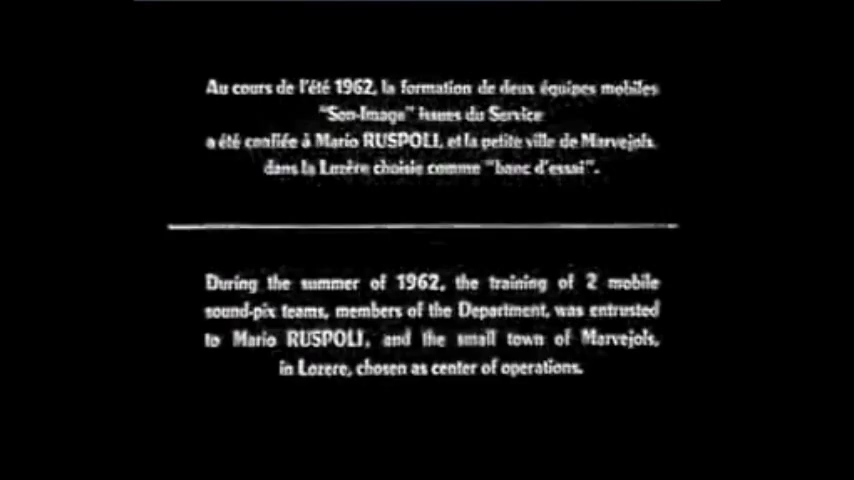 Au cours de l'été 1962, la formation de deux équipes mobiles
"Son-Image" issues du Service
a été confiée à Mario RUSPOLI, et la petite ville de Marvejols
dans la Lozère choisie comme "banc d'essai".
During the summer of 1962, the training of 2 mobile
sound-pix teams, members of the Department, was entrusted
to Mario RUSPOLI, and the small town of Marvejols,
in Lozere, chosen as center of operations.